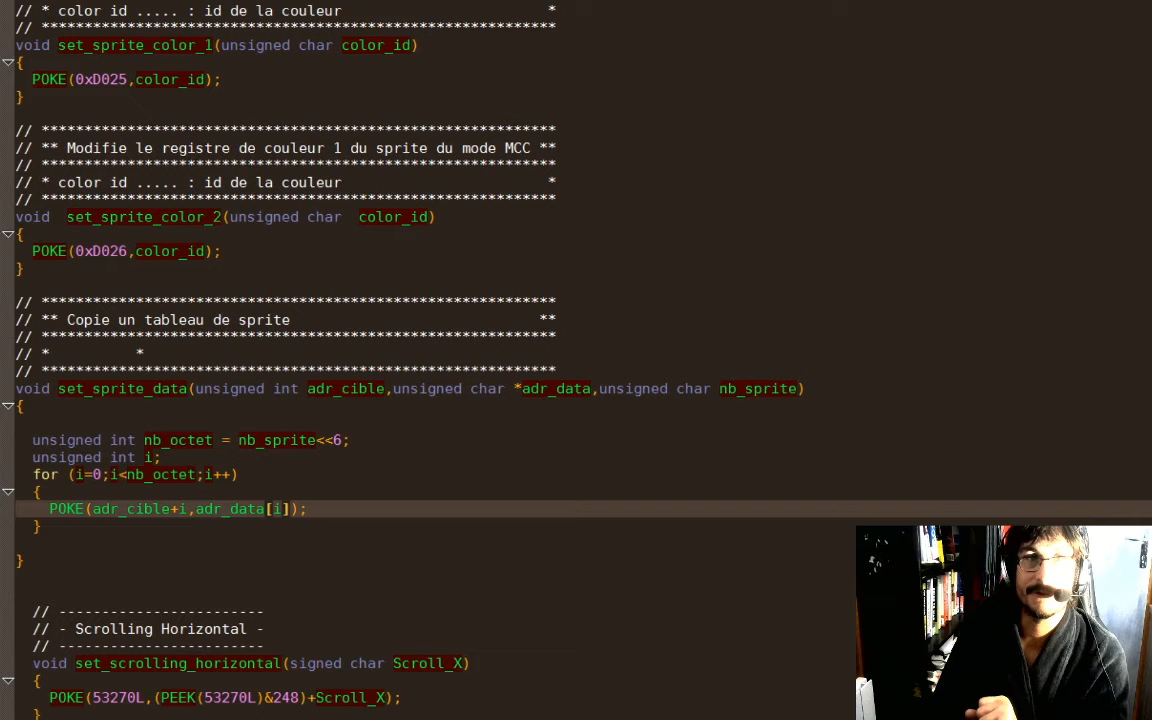 // * color id ..... : id de la couleur                        *
// ************************************************************
void set_sprite_color_1(unsigned char color_id)
{
POKE(0xD025,color_id);
}
// ************************************************************
// ** Modifie le registre de couleur 1 du sprite du mode MCC **
// ************************************************************
// * color id ..... : id de la couleur                        *
// ************************************************************
void  set_sprite_color_2(unsigned char  color_id)
{
POKE(0xD026,color_id);
}
// ************************************************************
// ** Copie un tableau de sprite                             **
// ************************************************************
// *          *
// ************************************************************
void set_sprite_data(unsigned int adr_cible,unsigned char *adr_data,unsigned char nb_sprite)
{
unsigned int nb_octet = nb_sprite<<6;
unsigned int i;
for (i=0;i<nb_octet;i++)
{
POKE(adr_cible+i,adr_data[i]);
}
}
// ------------------------
// - Scrolling Horizontal -
// ------------------------
void set_scrolling_horizontal(signed char Scroll_X)
{
POKE(53270L,(PEEK(53270L)&248)+Scroll_X);
}